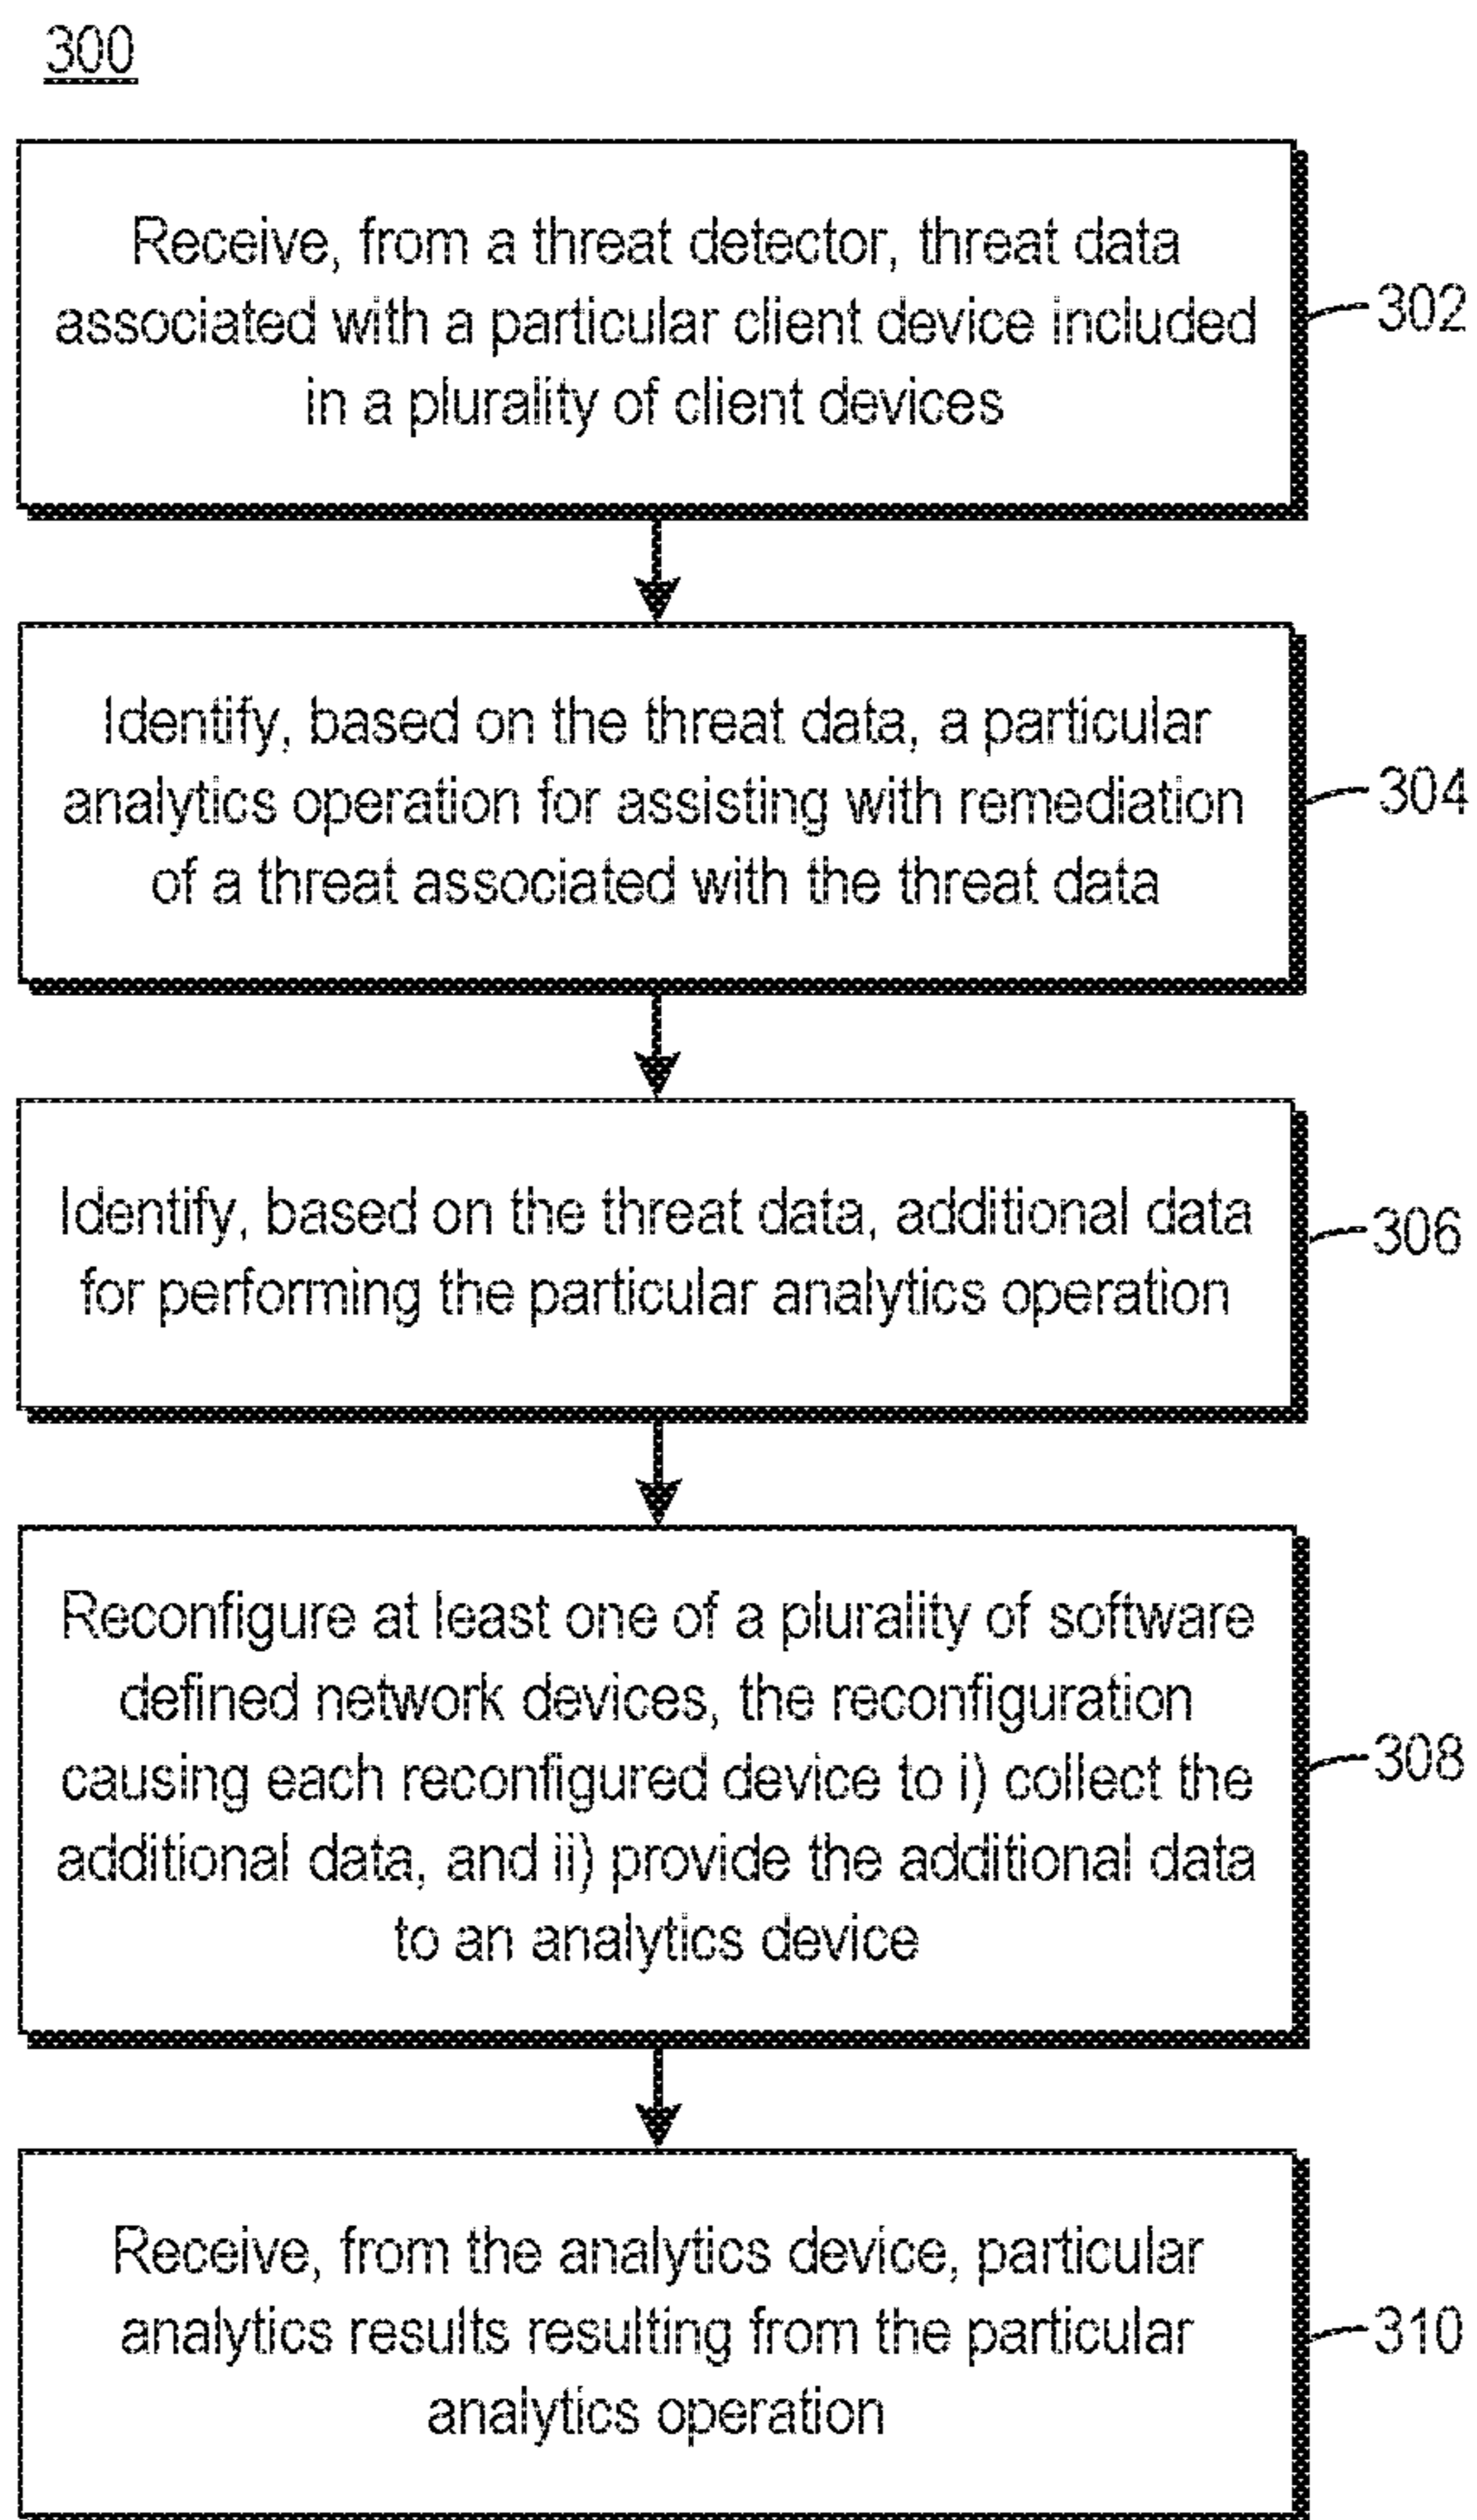 300
Receive, from a threat detector, threat data
associated with a particular client device included
in a plurality of client devices
302
Identify, based on the threat data, a particular
analytics operation for assisting with remediation
of a threat associated with the threat data
304
Identify, based on the threat data, additional data
for performing the particular analytics operation
306
Reconfigure at least one of a plurality of software
defined network devices, the reconfiguration
causing each reconfigured device to i) collect the
additional data, and ii) provide the additional data
to an analytics device
308
Receive, from the analytics device, particular
analytics results resulting from the particular
analytics operation
310